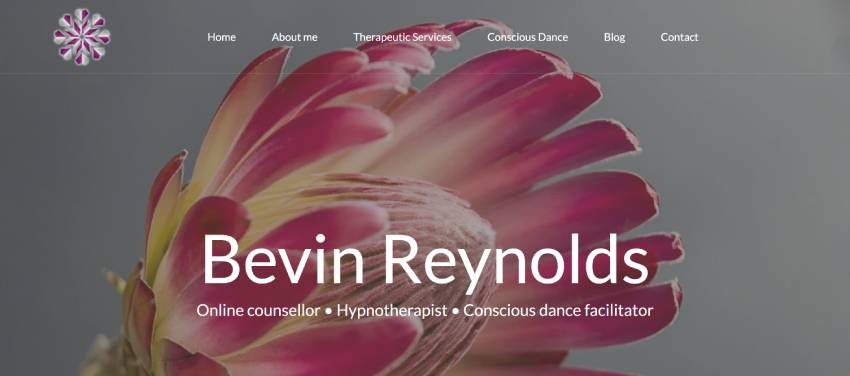 Home About me Therapeutic Services Conscious Dance Blog Contact
Bevin Reynolds
Online counsellor • Hypnotherapist • Conscious dance facilitator